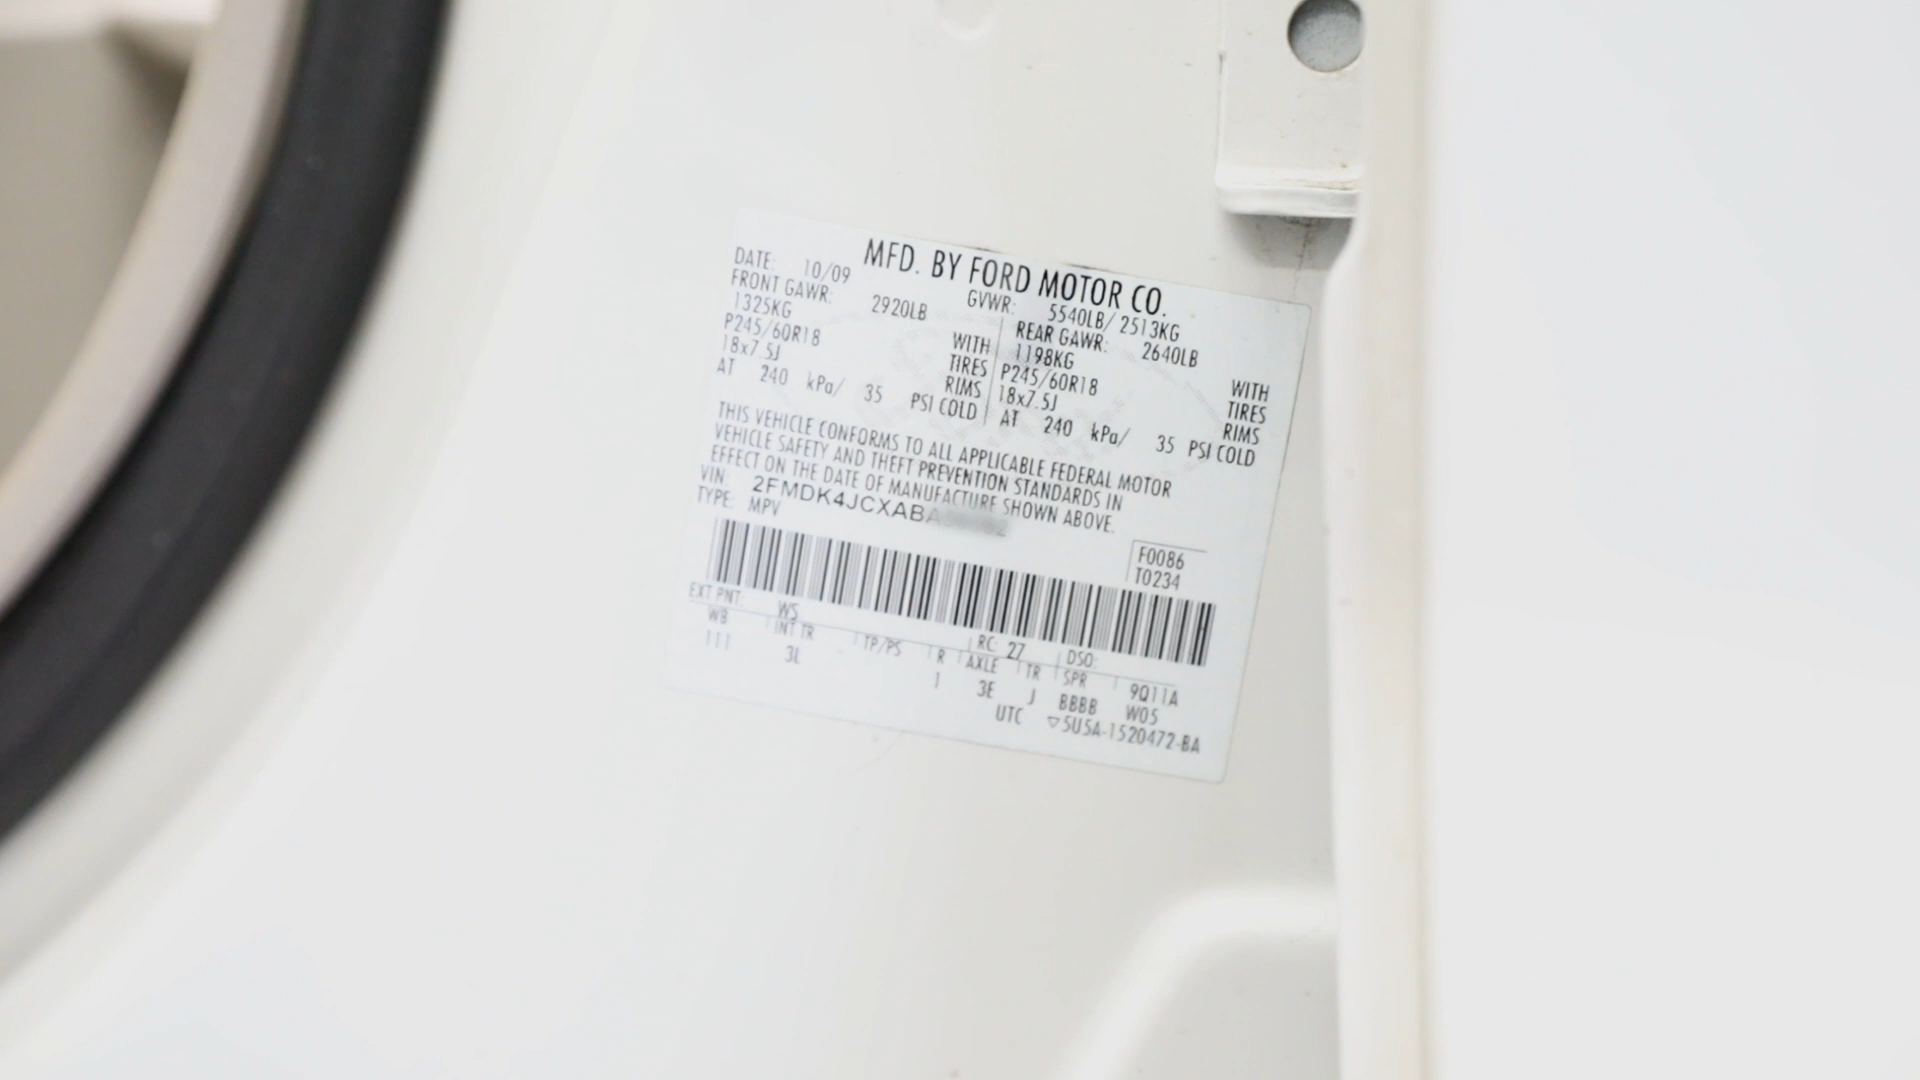 MFD. BY FORD MOTOR CO.
DATE: 10/09 GVWR: 5540LB/ 2513KG
FRONT GAWR: 2920LB REAR GAWR: 2640LB
1325KG WITH 1198KG WITH
P245/60R18 TIRES P245/60R18 TIRES
18x7.5J RIMS 18x7.5J RIMS
AT 240 kPa/ 35 PSI COLD AT 240 kPa/ 35 PSI COLD
THIS VEHICLE CONFORMS TO ALL APPLICABLE FEDERAL MOTOR
VEHICLE SAFETY AND THEFT PREVENTION STANDARDS IN
EFFECT ON THE DATE OF MANUFACTURE SHOWN ABOVE.
VIN: 2FMDK4JCXABA
TYPE: MPV
F0086
T0234
EXT PNT: WS RC: 27 DSO:
WB INT TR TP/PS R AXLE TR SPR 9Q11A
111 3L 1 3E J BBBB W05
UTC ▽5U5A-1520472-BA